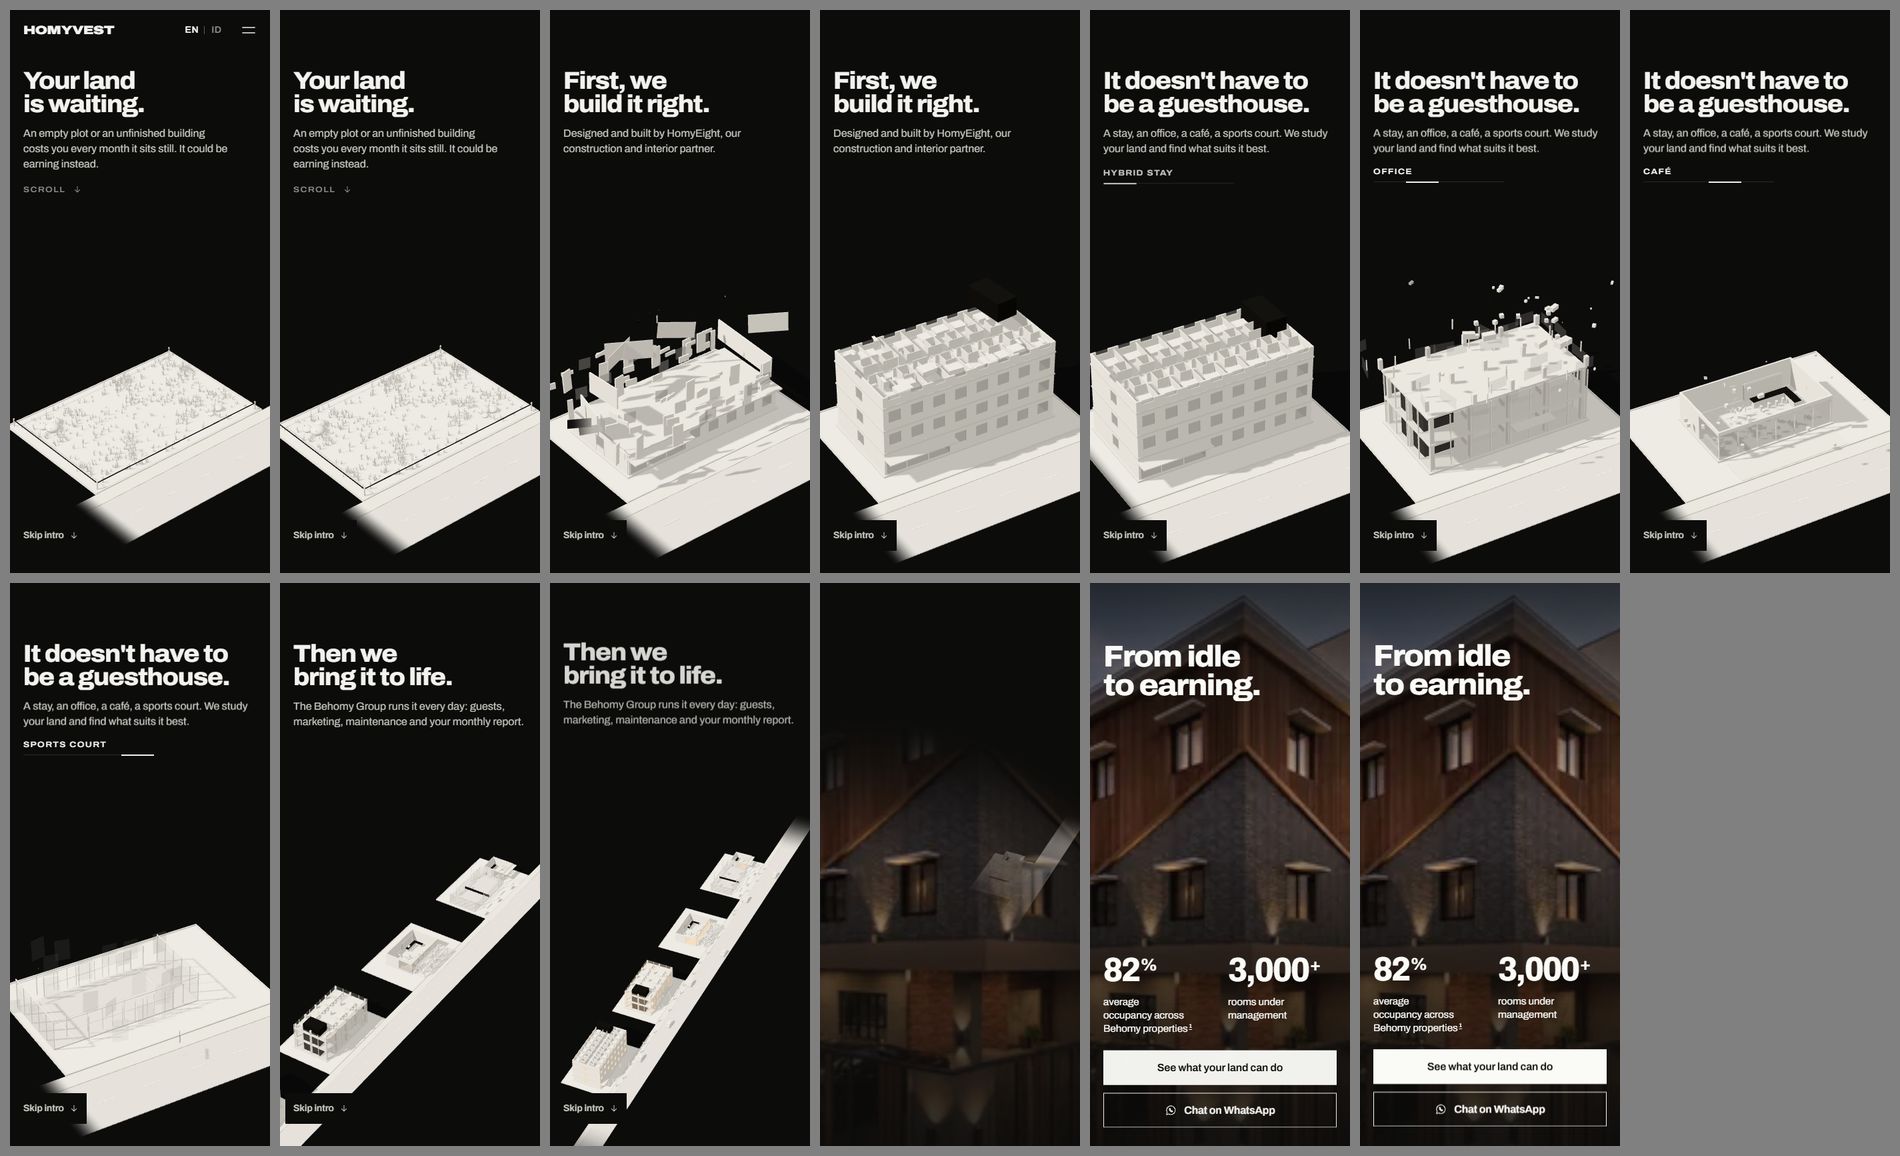 HOMYVEST
EN | ID
Your land
is waiting.
An empty plot or an unfinished building
costs you every month it sits still. It could be
earning instead.
SCROLL ↓
Skip intro ↓
Your land
is waiting.
An empty plot or an unfinished building
costs you every month it sits still. It could be
earning instead.
SCROLL ↓
Skip intro ↓
First, we
build it right.
Designed and built by HomyEight, our
construction and interior partner.
Skip intro ↓
First, we
build it right.
Designed and built by HomyEight, our
construction and interior partner.
Skip intro ↓
It doesn't have to
be a guesthouse.
A stay, an office, a café, a sports court. We study
your land and find what suits it best.
HYBRID STAY
Skip intro ↓
It doesn't have to
be a guesthouse.
A stay, an office, a café, a sports court. We study
your land and find what suits it best.
OFFICE
Skip intro ↓
It doesn't have to
be a guesthouse.
A stay, an office, a café, a sports court. We study
your land and find what suits it best.
CAFÉ
Skip intro ↓
It doesn't have to
be a guesthouse.
A stay, an office, a café, a sports court. We study
your land and find what suits it best.
SPORTS COURT
Skip intro ↓
Then we
bring it to life.
The Behomy Group runs it every day: guests,
marketing, maintenance and your monthly report.
Skip intro ↓
Then we
bring it to life.
The Behomy Group runs it every day: guests,
marketing, maintenance and your monthly report.
Skip intro ↓
From idle
to earning.
82% 3,000+
average rooms under
occupancy across management
Behomy properties 1
See what your land can do
Chat on WhatsApp
From idle
to earning.
82% 3,000+
average rooms under
occupancy across management
Behomy properties 1
See what your land can do
Chat on WhatsApp